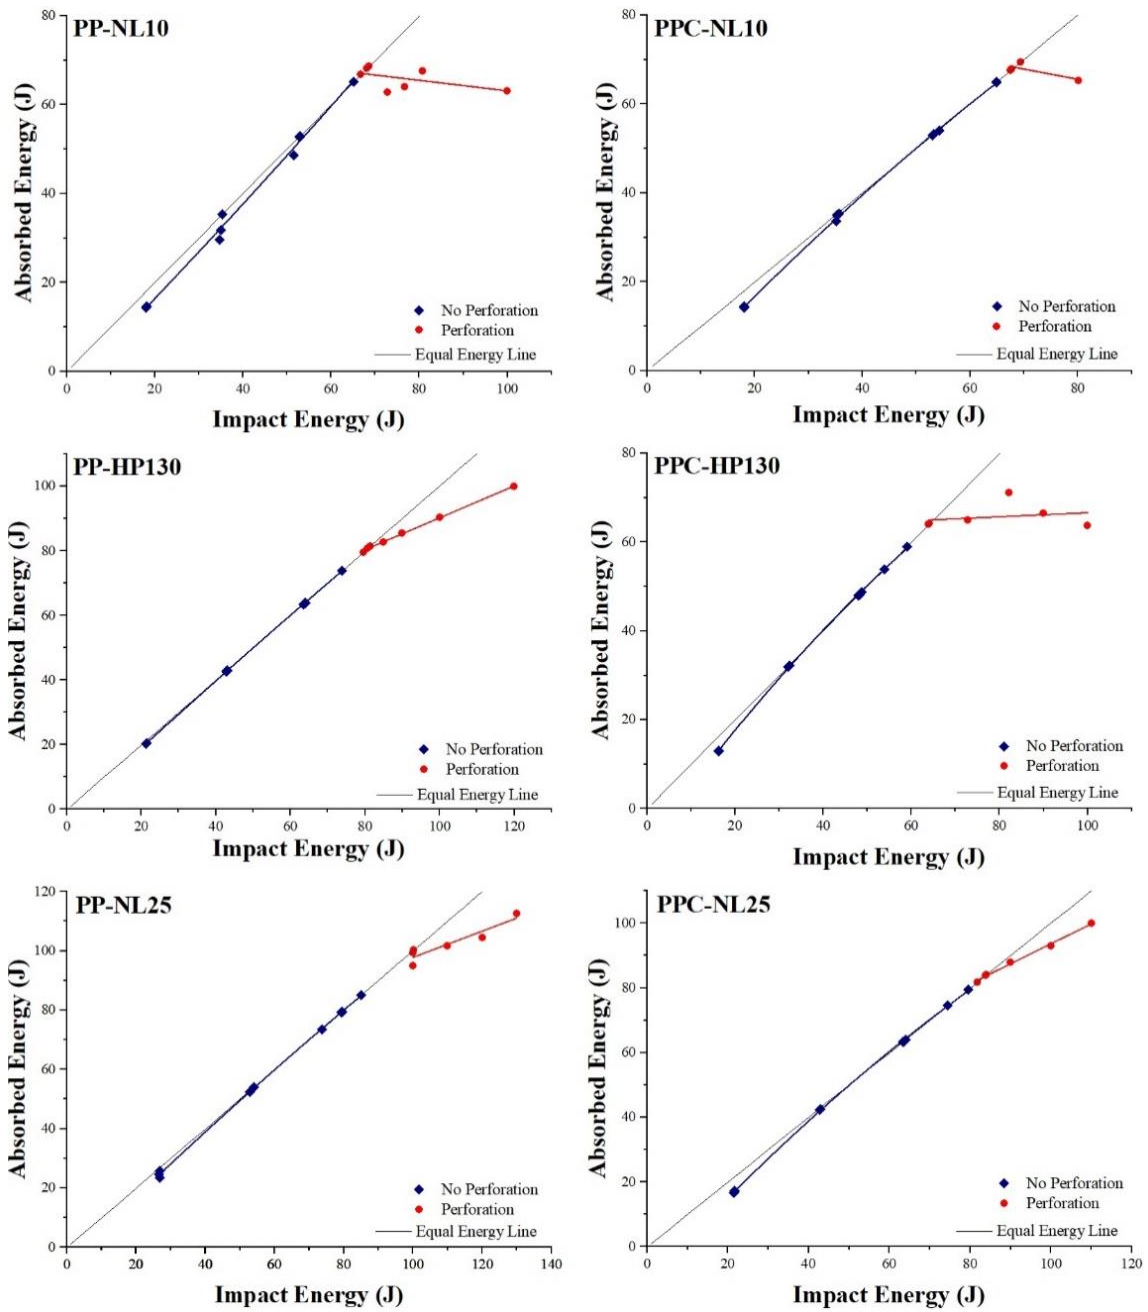 PP-NL10
80
60
40
20
0
Absorbed Energy (J)
No Perforation
Perforation
Equal Energy Line
0 20 40 60 80 100
Impact Energy (J)
PPC-NL10
80
60
40
20
0
Absorbed Energy (J)
No Perforation
Perforation
Equal Energy Line
0 20 40 60 80
Impact Energy (J)
PP-HP130
100
80
60
40
20
0
Absorbed Energy (J)
No Perforation
Perforation
Equal Energy Line
0 20 40 60 80 100 120
Impact Energy (J)
PPC-HP130
80
60
40
20
0
Absorbed Energy (J)
No Perforation
Perforation
Equal Energy Line
0 20 40 60 80 100
Impact Energy (J)
PP-NL25
120
100
80
60
40
20
0
Absorbed Energy (J)
No Perforation
Perforation
Equal Energy Line
0 20 40 60 80 100 120 140
Impact Energy (J)
PPC-NL25
100
80
60
40
20
0
Absorbed Energy (J)
No Perforation
Perforation
Equal Energy Line
0 20 40 60 80 100 120
Impact Energy (J)